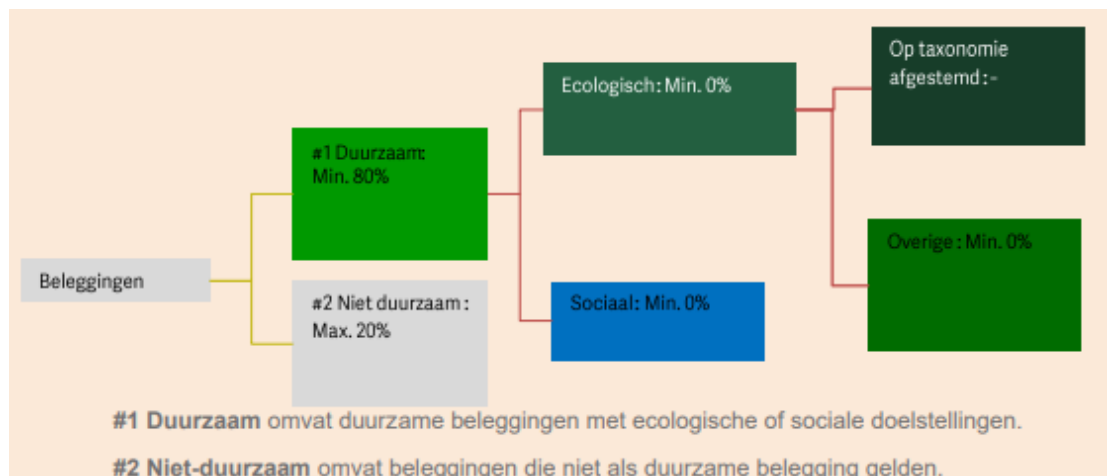 Op taxonomie
afgestemd :-
Ecologisch: Min. 0%
#1 Duurzaam:
Min. 80%
Overige : Min. 0%
Beleggingen
#2 Niet duurzaam :
Max. 20%
Sociaal: Min. 0%
#1 Duurzaam omvat duurzame beleggingen met ecologische of sociale doelstellingen.
#2 Niet-duurzaam omvat beleggingen die niet als duurzame belegging gelden.